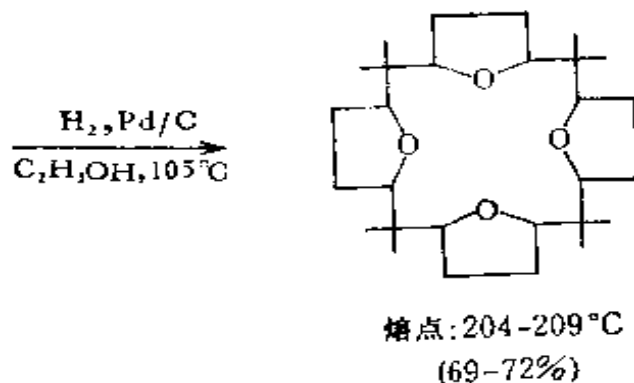 H₂,Pd/C
C₂H₅OH,105℃
O
O
O
O
熔点:204-209°C
(69-72%)